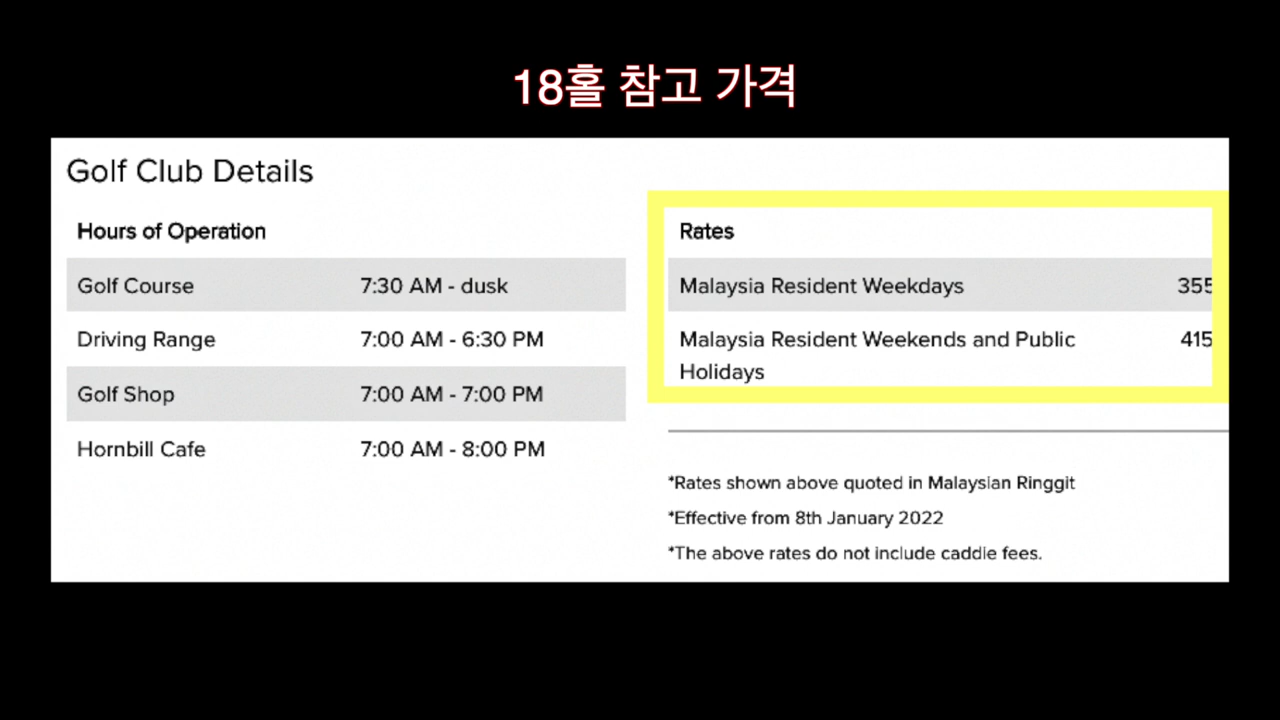 18홀 참고 가격
Golf Club Details
Hours of Operation
Golf Course 7:30 AM - dusk
Driving Range 7:00 AM - 6:30 PM
Golf Shop 7:00 AM - 7:00 PM
Hornbill Cafe 7:00 AM - 8:00 PM
Rates
Malaysia Resident Weekdays 355
Malaysia Resident Weekends and Public 415
Holidays
*Rates shown above quoted in Malaysian Ringgit
*Effective from 8th January 2022
*The above rates do not include caddie fees.